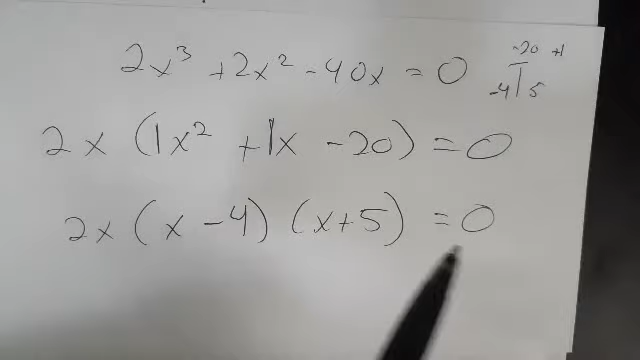 2x³ + 2x² - 40x = 0
-20 +1
-4 | 5
2x (1x² + 1x - 20) = 0
2x (x - 4) (x + 5) = 0